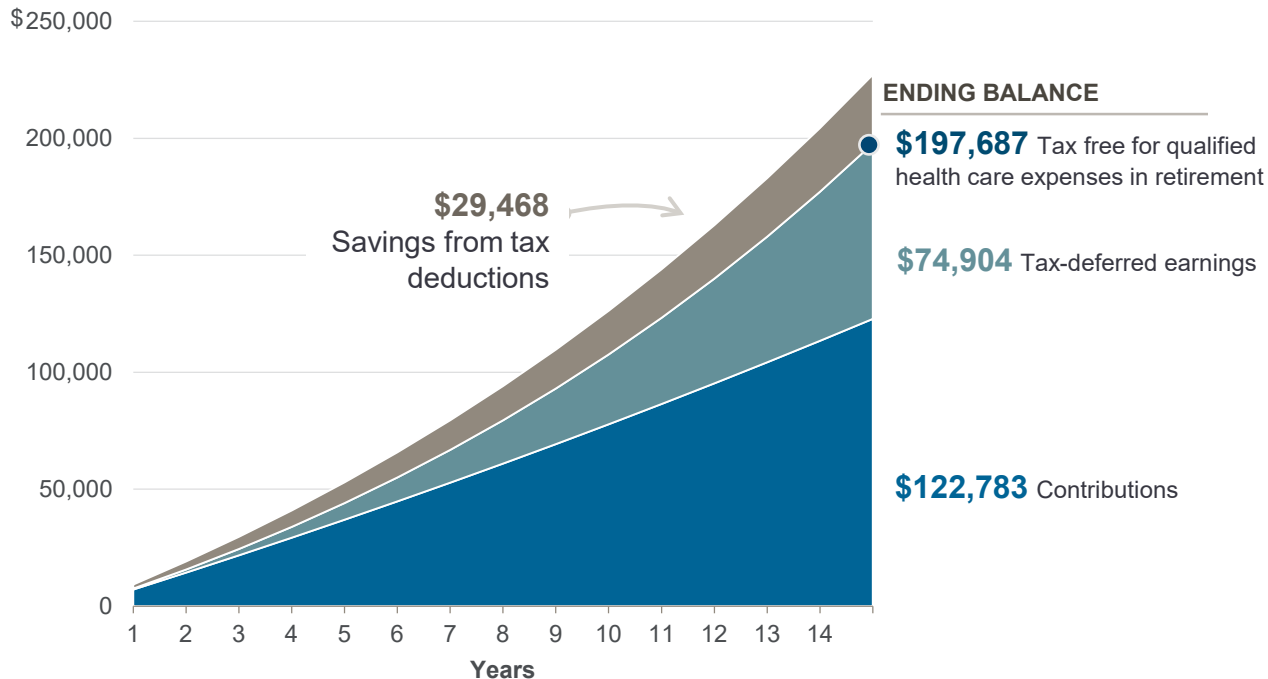 $250,000
200,000
150,000
100,000
50,000
0
1 2 3 4 5 6 7 8 9 10 11 12 13 14
Years
$29,468
Savings from tax
deductions
ENDING BALANCE
$197,687 Tax free for qualified
health care expenses in retirement
$74,904 Tax-deferred earnings
$122,783 Contributions